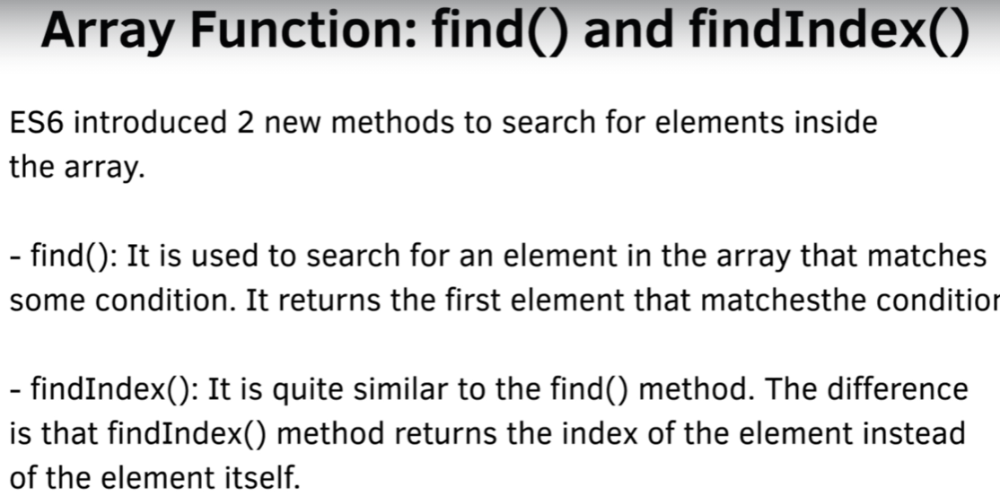 Array Function: find() and findIndex()
ES6 introduced 2 new methods to search for elements inside
the array.
- find(): It is used to search for an element in the array that matches
some condition. It returns the first element that matchesthe condition
- findIndex(): It is quite similar to the find() method. The difference
is that findIndex() method returns the index of the element instead
of the element itself.